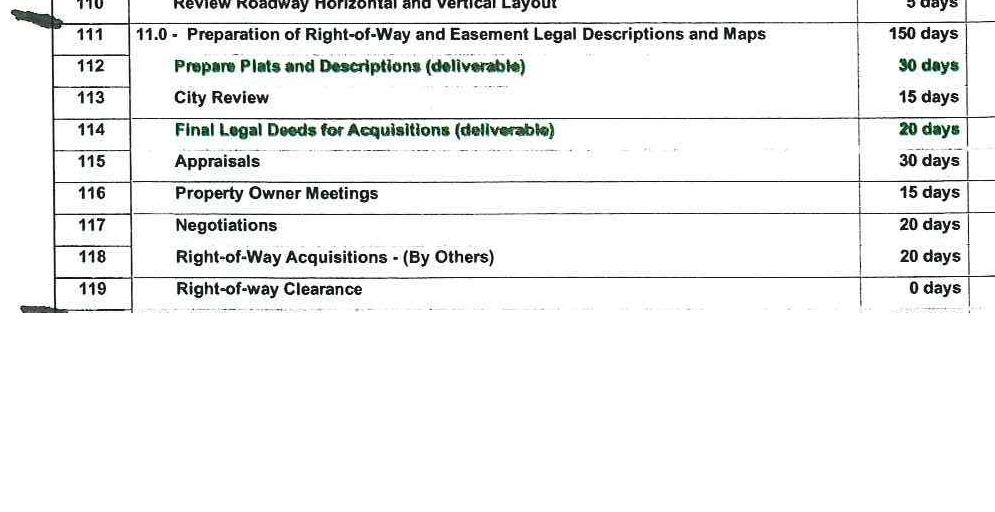 110 Review Roadway Horizontal and Vertical Layout 5 days
111 11.0 - Preparation of Right-of-Way and Easement Legal Descriptions and Maps 150 days
112 Prepare Plats and Descriptions (deliverable) 30 days
113 City Review 15 days
114 Final Legal Deeds for Acquisitions (deliverable) 20 days
115 Appraisals 30 days
116 Property Owner Meetings 15 days
117 Negotiations 20 days
118 Right-of-Way Acquisitions - (By Others) 20 days
119 Right-of-way Clearance 0 days